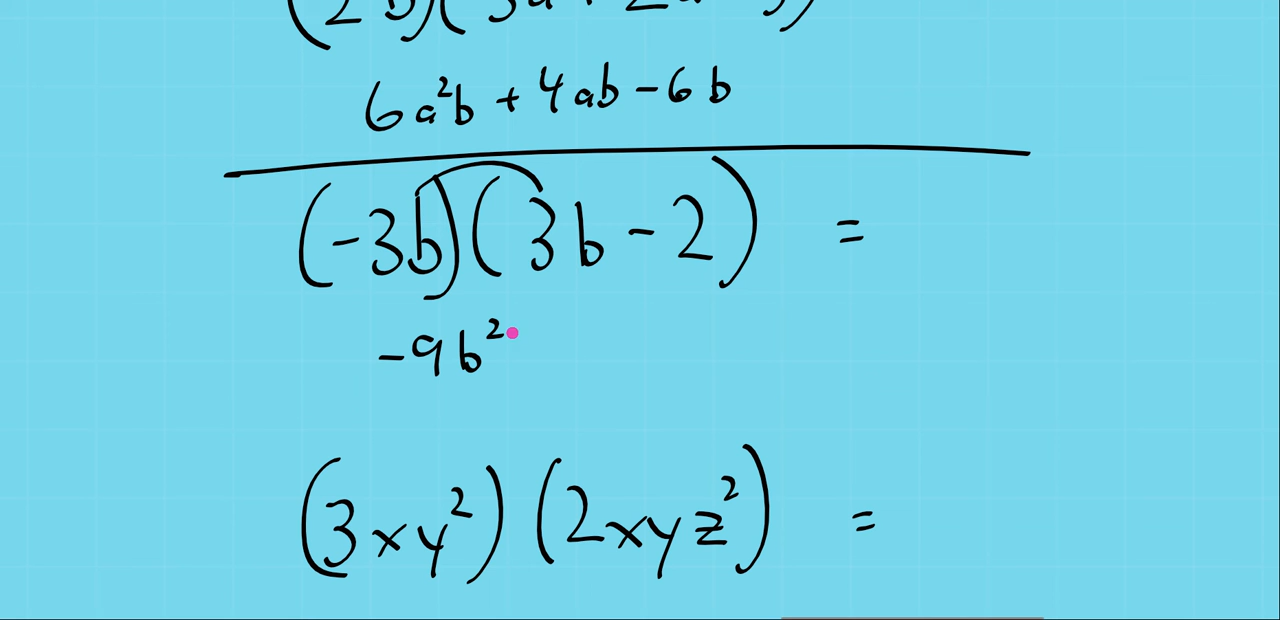 6a²b + 4ab - 6b
(-3b)(3b - 2) =
-9b²
(3xy²)(2xyz²) =